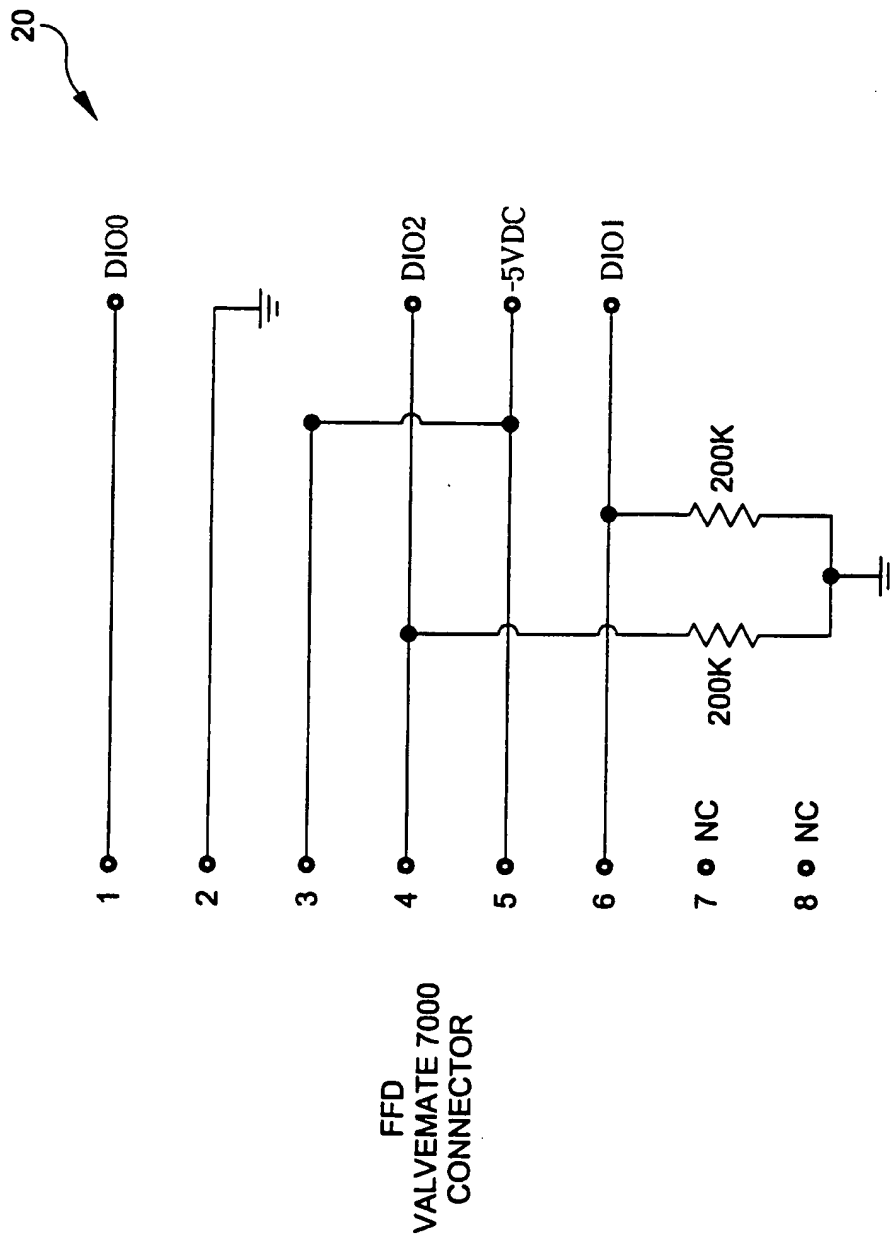 20
1
DIO0
2
3
4
DIO2
5
-5VDC
6
DIO1
200K
200K
7
NC
8
NC
FFD
VALVEMATE 7000
CONNECTOR